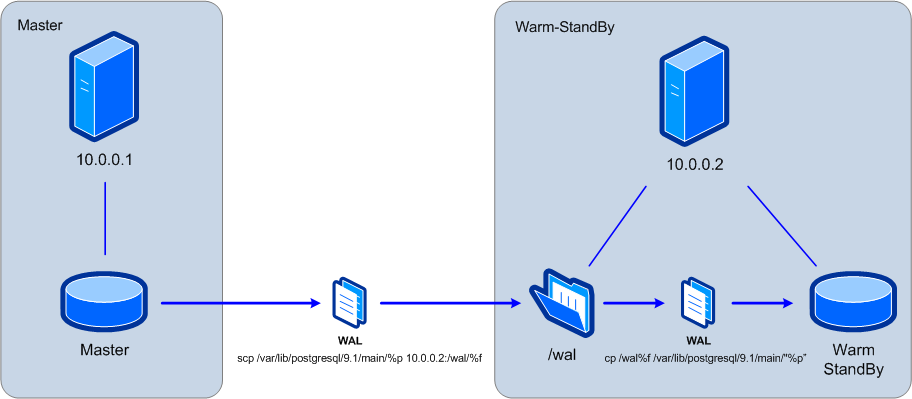 Master
Warm-StandBy
10.0.0.1
10.0.0.2
Master
WAL
scp /var/lib/postgresql/9.1/main/%p 10.0.0.2:/wal/%f
/wal
WAL
cp /wal%f /var/lib/postgresql/9.1/main/"%p"
Warm
StandBy